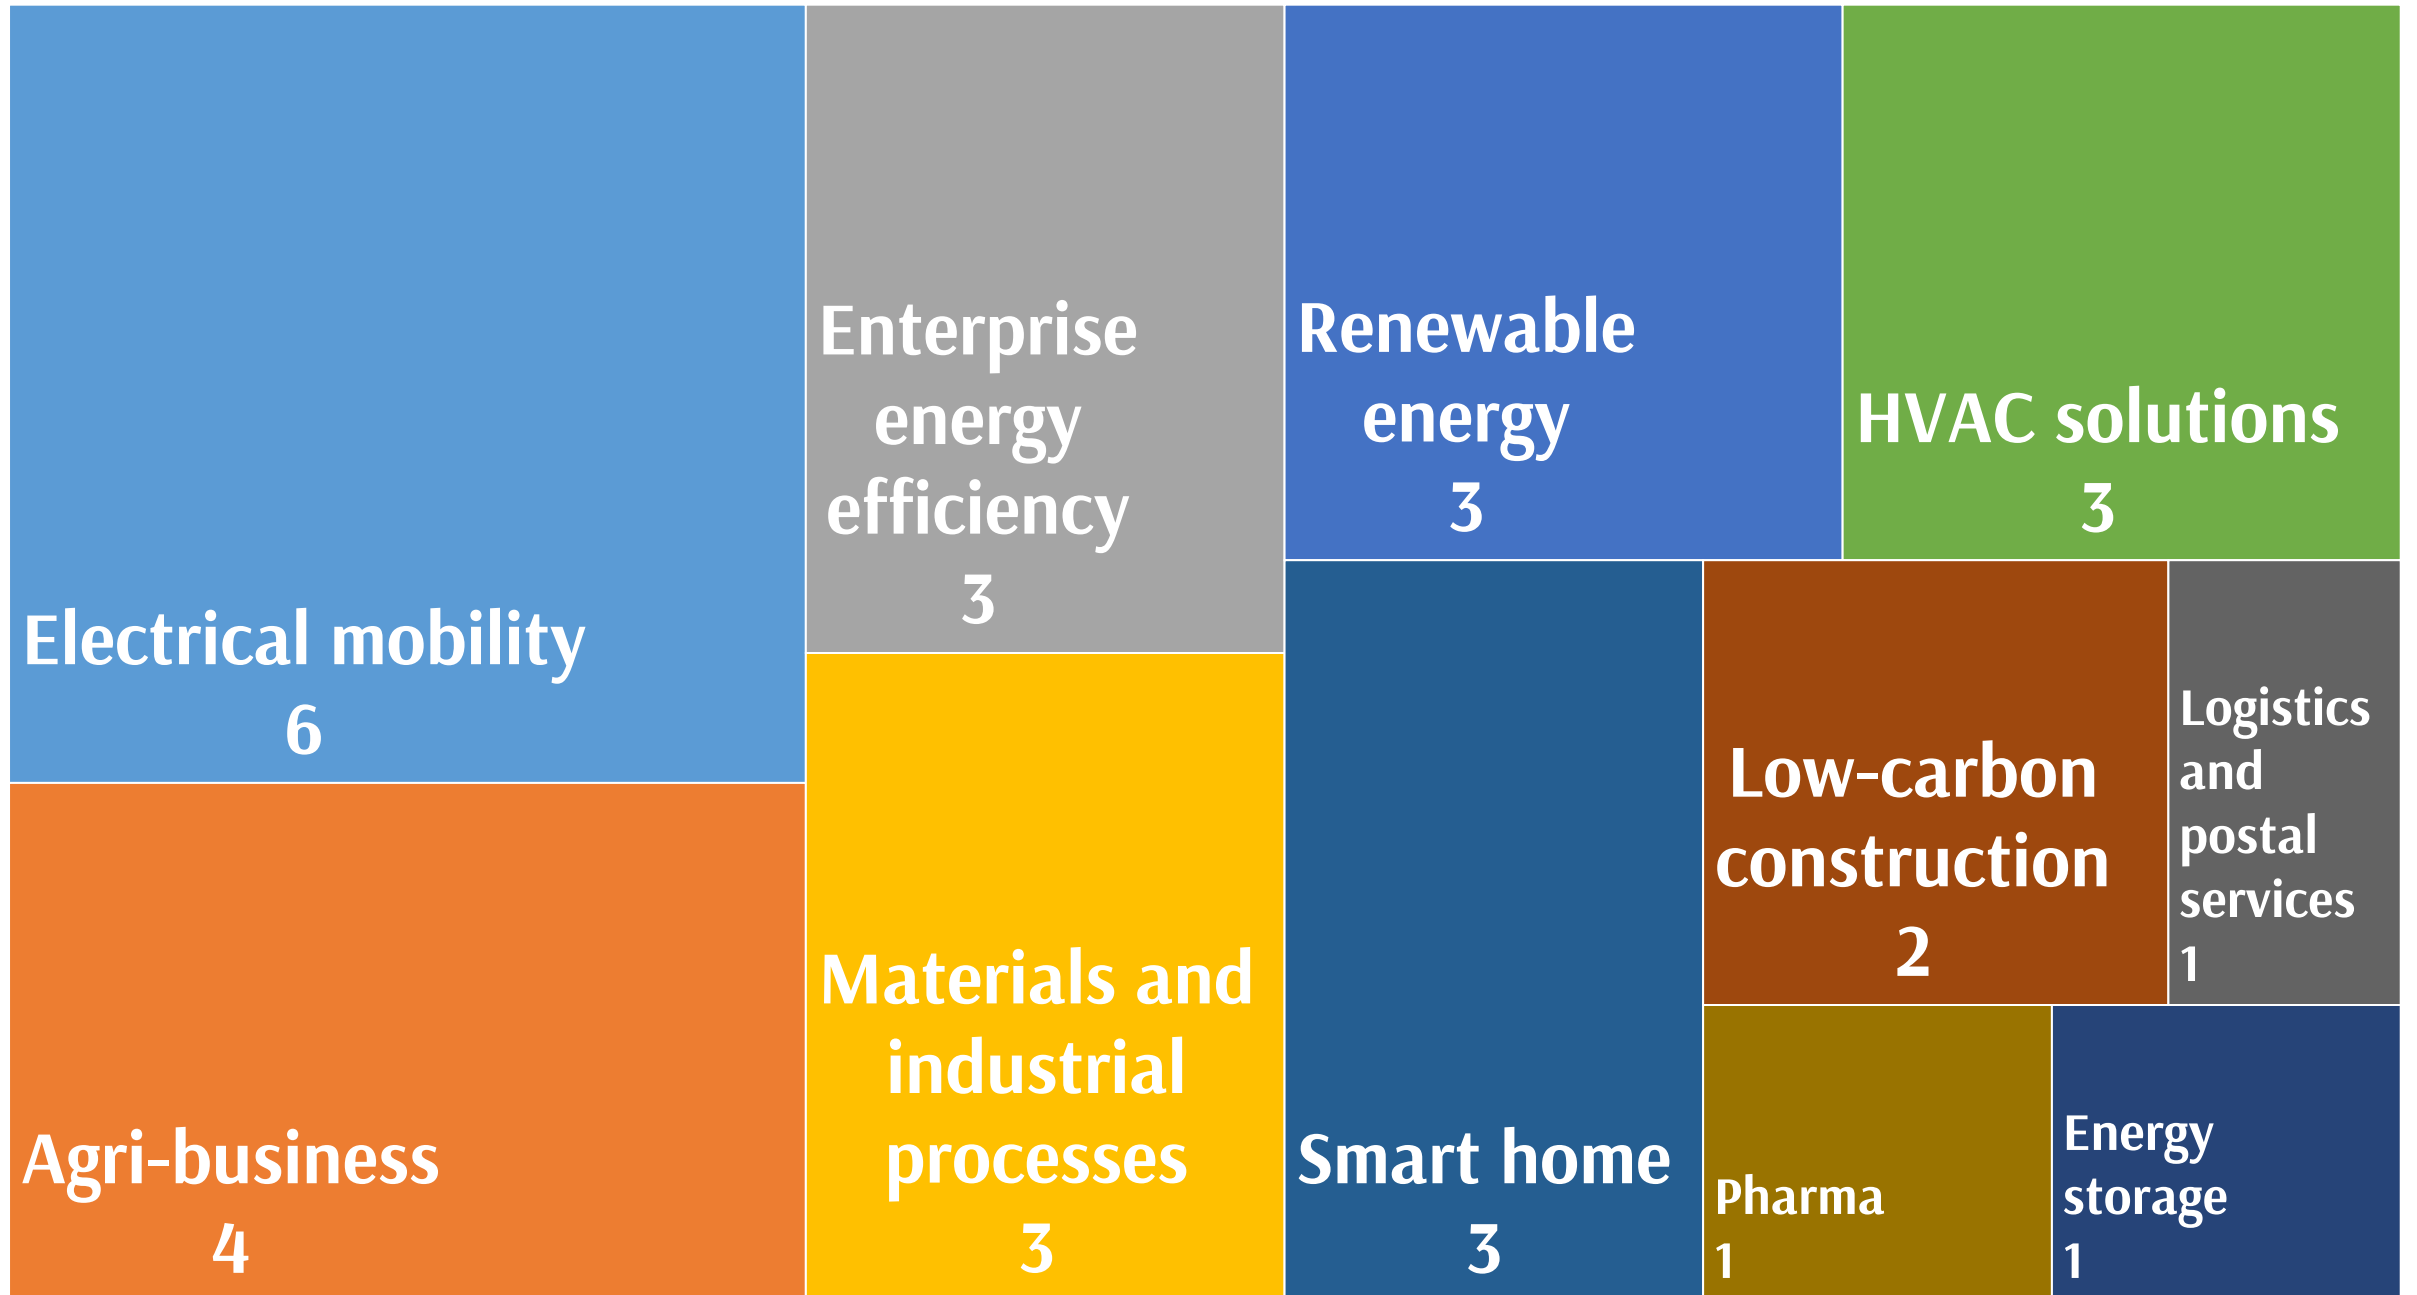 Electrical mobility
6
Agri-business
4
Enterprise
energy
efficiency
3
Materials and
industrial
processes
3
Renewable
energy
3
HVAC solutions
3
Smart home
3
Low-carbon
construction
2
Logistics
and
postal
services
1
Pharma
1
Energy
storage
1